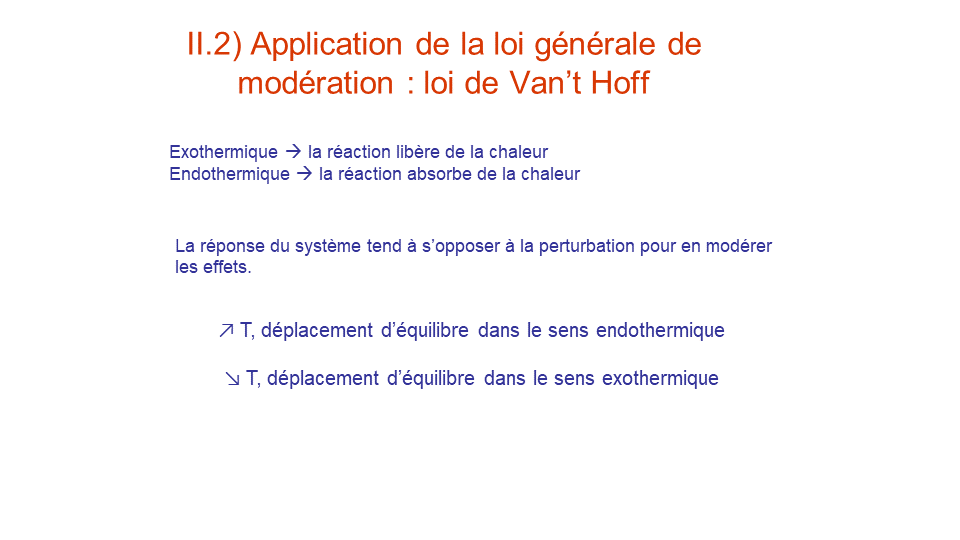 II.2) Application de la loi générale de
modération : loi de Van’t Hoff
Exothermique → la réaction libère de la chaleur
Endothermique → la réaction absorbe de la chaleur
La réponse du système tend à s’opposer à la perturbation pour en modérer
les effets.
↗ T, déplacement d’équilibre dans le sens endothermique
↘ T, déplacement d’équilibre dans le sens exothermique